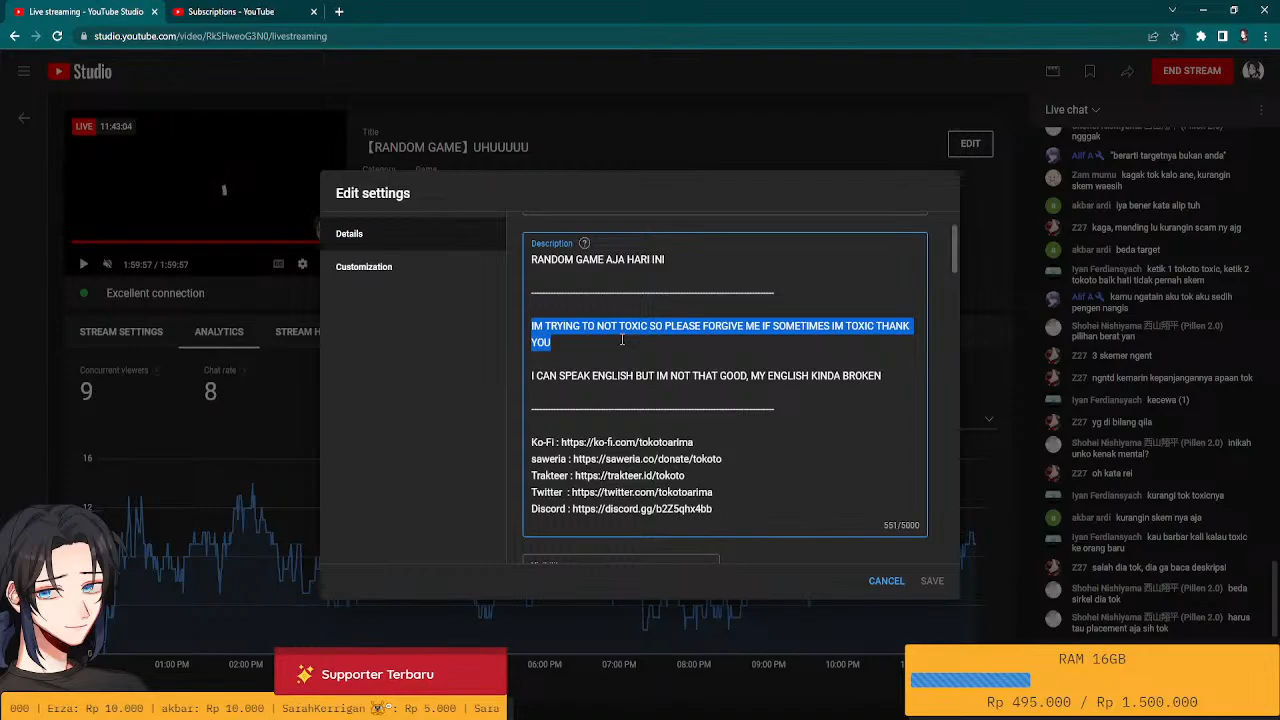 Live streaming - YouTube Studio
Subscriptions - YouTube
studio.youtube.com/video/RkSHweoG3N0/livestreaming
Studio
END STREAM
LIVE
11:43:04
1:59:57 / 1:59:57
Excellent connection
STREAM SETTINGS
ANALYTICS
STREAM H
Concurrent viewers
9
Chat rate
8
16
12
Title
【RANDOM GAME】UHUUUUU
Category
Game
EDIT
Edit settings
Details
Customization
Description
RANDOM GAME AJA HARI INI
IM TRYING TO NOT TOXIC SO PLEASE FORGIVE ME IF SOMETIMES IM TOXIC THANK
YOU
I CAN SPEAK ENGLISH BUT IM NOT THAT GOOD, MY ENGLISH KINDA BROKEN
Ko-Fi : https://ko-fi.com/tokotoarima
saweria : https://saweria.co/donate/tokoto
Trakteer : https://trakteer.id/tokoto
Twitter : https://twitter.com/tokotoarima
Discord : https://discord.gg/b2Z5qhx4bb
551/5000
CANCEL
SAVE
Live chat
Shohei Nishiyama 西山翔平 (Pillen 2.0)
ngggak
Alif A "berarti targetnya bukan anda"
Zam mumu kagak tok kalo ane, kurangin
skem waesih
akbar ardi iya bener kata alip tuh
Z27 kaga, mending lu kurangin scam ny ajg
akbar ardi beda target
Iyan Ferdiansyach ketik 1 tokoto toxic, ketik 2
tokoto baik hati tidak pernah skem
Alif A kamu ngatain aku tok aku sedih
pengen nangis
Shohei Nishiyama 西山翔平 (Pillen 2.0)
pilihan berat yan
Z27 3 skemer ngent
Z27 ngntd kemarin kepanjangannya apaan tok
Iyan Ferdiansyach kecewa (1)
Z27 yg di bilang qila
Shohei Nishiyama 西山翔平 (Pillen 2.0) inikah
unko kenak mental?
Z27 oh kata rei
Iyan Ferdiansyach kurangi tok toxicnya
akbar ardi kurangin skem nya aja
Iyan Ferdiansyach kau barbar kali kalau toxic
ke orang baru
Z27 salah dia tok, dia ga baca deskripsi
Shohei Nishiyama 西山翔平 (Pillen 2.0) beda
sirkel dia tok
Shohei Nishiyama 西山翔平 (Pillen 2.0) harus
tau placement aja sih tok
01:00 PM
02:00 PM
06:00 PM
07:00 PM
08:00 PM
09:00 PM
10:00 PM
Supporter Terbaru
000 | Erza: Rp 10.000 | akbar: Rp 10.000 | SarahKerrigan : Rp 5.000 | Sara
RAM 16GB
Rp 495.000 / Rp 1.500.000